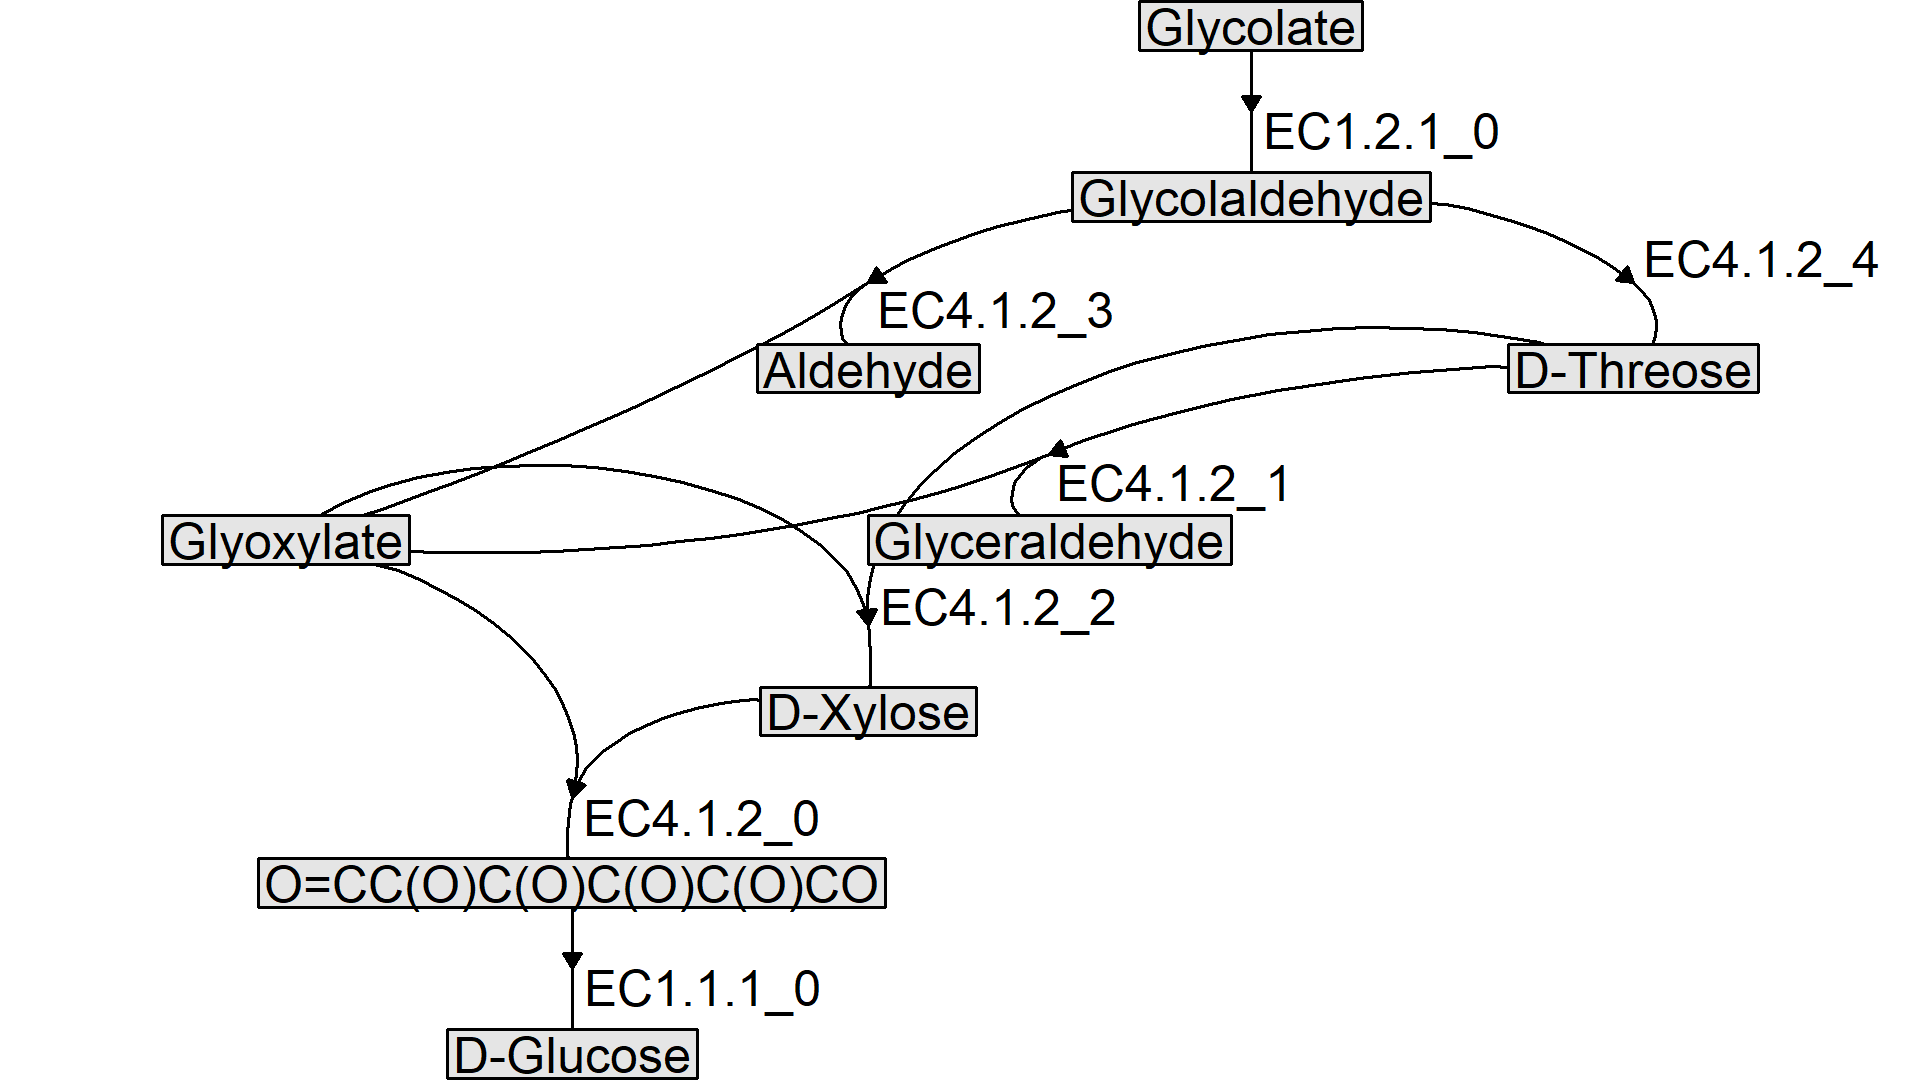 Glycolate
EC1.2.1_0
Glycolaldehyde
EC4.1.2_4
EC4.1.2_3
Aldehyde
D-Threose
EC4.1.2_1
Glyoxylate
Glyceraldehyde
EC4.1.2_2
D-Xylose
EC4.1.2_0
O=CC(O)C(O)C(O)C(O)CO
EC1.1.1_0
D-Glucose